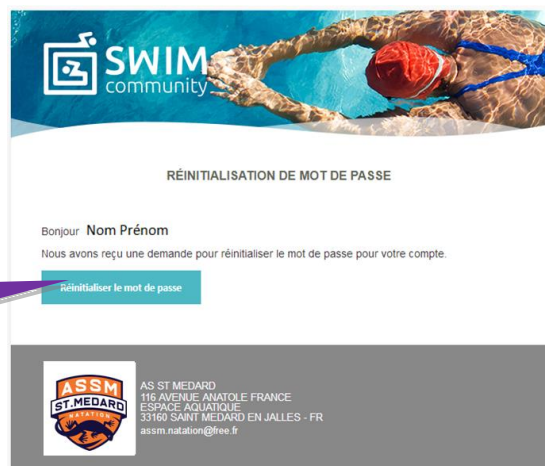 SWIM
community
RÉINITIALISATION DE MOT DE PASSE
Bonjour Nom Prénom
Nous avons reçu une demande pour réinitialiser le mot de passe pour votre compte.
Réinitialiser le mot de passe
ASSM
ST.MEDARD
NATATION
AS ST MEDARD
116 AVENUE ANATOLE FRANCE
ESPACE AQUATIQUE
33160 SAINT MEDARD EN JALLES - FR
assm.natation@free.fr